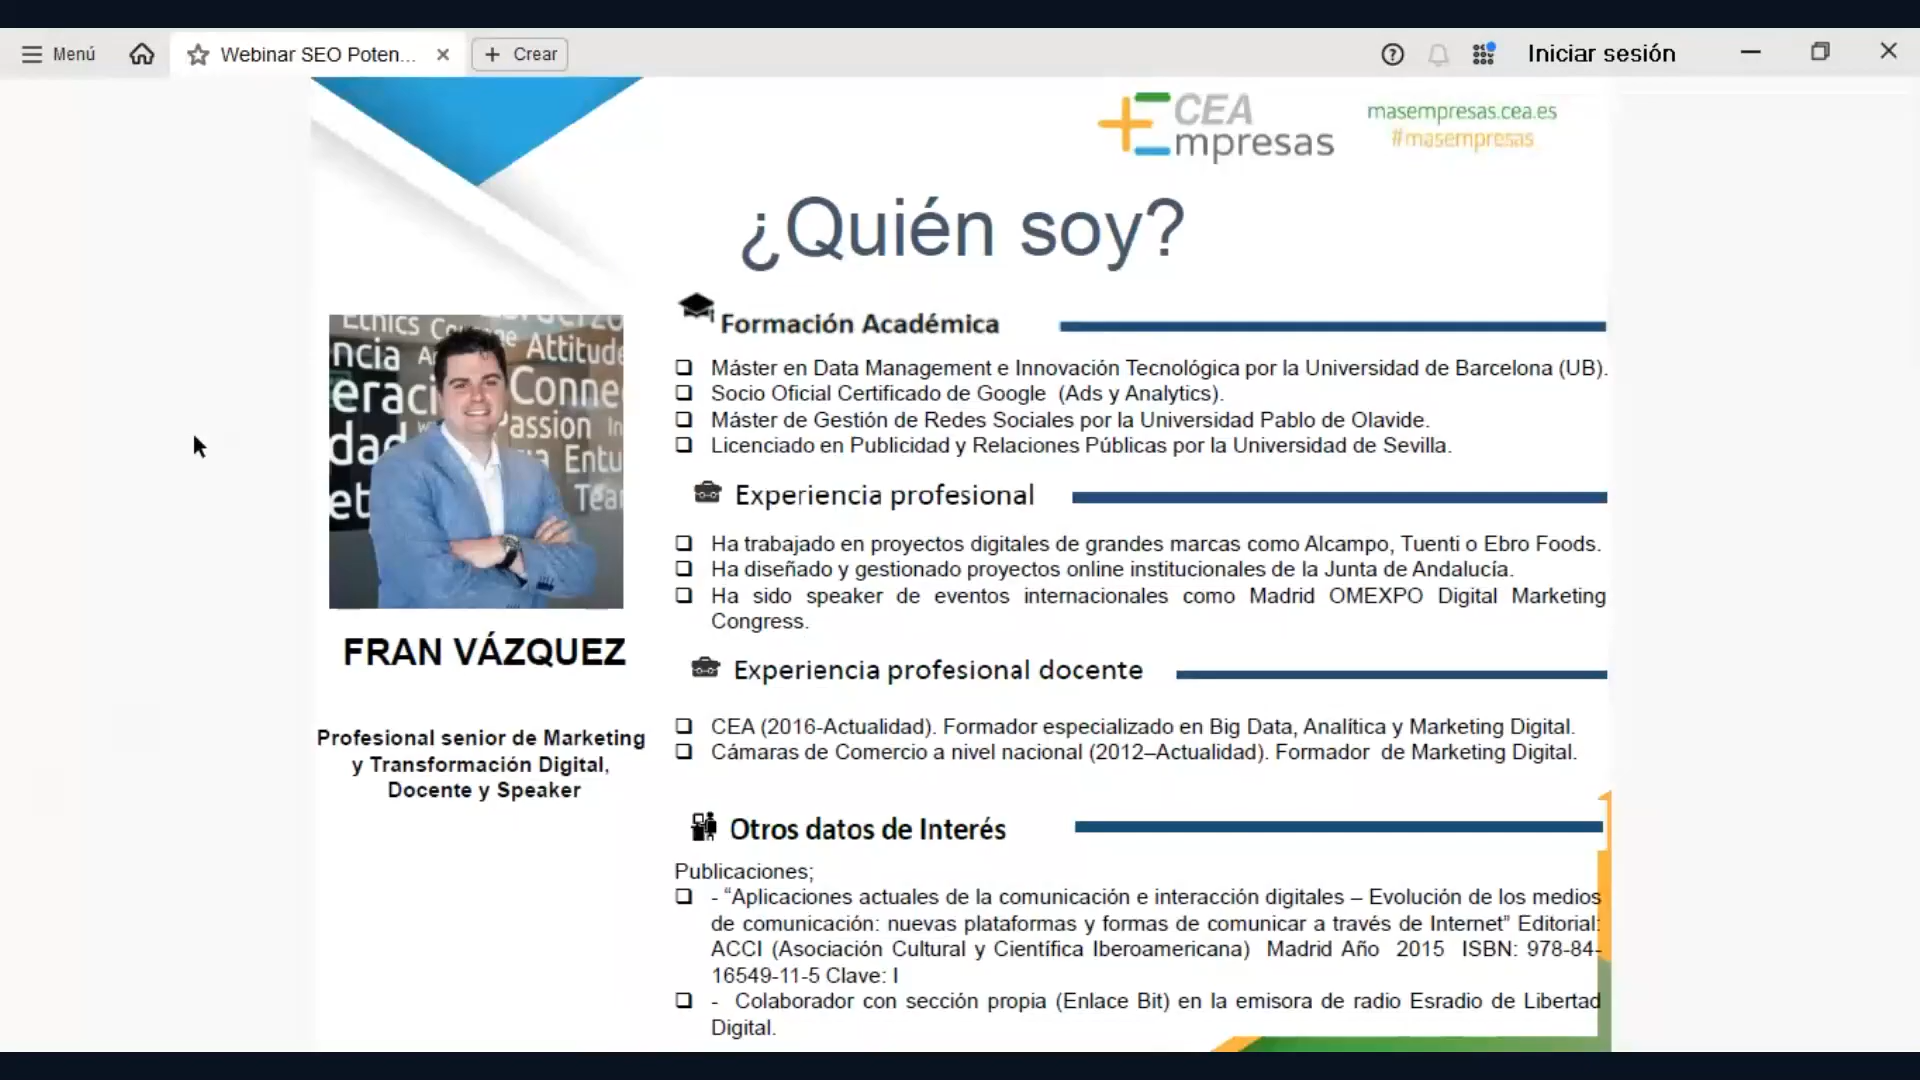 Menú
Webinar SEO Poten...
Crear
Iniciar sesión
CEA
Empresas
masempresas.cea.es
#masempresas
¿Quién soy?
Formación Académica
Máster en Data Management e Innovación Tecnológica por la Universidad de Barcelona (UB).
Socio Oficial Certificado de Google (Ads y Analytics).
Máster de Gestión de Redes Sociales por la Universidad Pablo de Olavide.
Licenciado en Publicidad y Relaciones Públicas por la Universidad de Sevilla.
Experiencia profesional
Ha trabajado en proyectos digitales de grandes marcas como Alcampo, Tuenti o Ebro Foods.
Ha diseñado y gestionado proyectos online institucionales de la Junta de Andalucía.
Ha sido speaker de eventos internacionales como Madrid OMEXPO Digital Marketing
Congress.
Experiencia profesional docente
CEA (2016-Actualidad). Formador especializado en Big Data, Analítica y Marketing Digital.
Cámaras de Comercio a nivel nacional (2012–Actualidad). Formador de Marketing Digital.
Otros datos de Interés
Publicaciones;
- “Aplicaciones actuales de la comunicación e interacción digitales – Evolución de los medios
de comunicación: nuevas plataformas y formas de comunicar a través de Internet” Editorial:
ACCI (Asociación Cultural y Científica Iberoamericana) Madrid Año 2015 ISBN: 978-84-
16549-11-5 Clave: I
- Colaborador con sección propia (Enlace Bit) en la emisora de radio Esradio de Libertad
Digital.
Ethics
Attitude
ncia
eraci
Connec
Passion
In
dad
Entu
et
Tea
FRAN VÁZQUEZ
Profesional senior de Marketing
y Transformación Digital,
Docente y Speaker